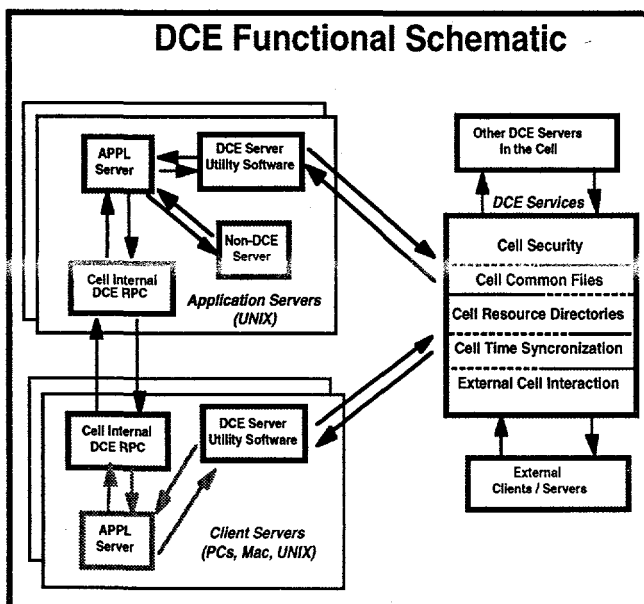 DCE Functional Schematic
APPL
Server
DCE Server
Utility Software
Non-DCE
Server
Cell Internal
DCE RPC
Application Servers
(UNIX)
Cell Internal
DCE RPC
DCE Server
Utility Software
APPL
Server
Client Servers
(PCs, Mac, UNIX)
Other DCE Servers
In the Cell
DCE Services
Cell Security
Cell Common Files
Cell Resource Directories
Cell Time Syncronization
External Cell Interaction
External
Clients / Servers